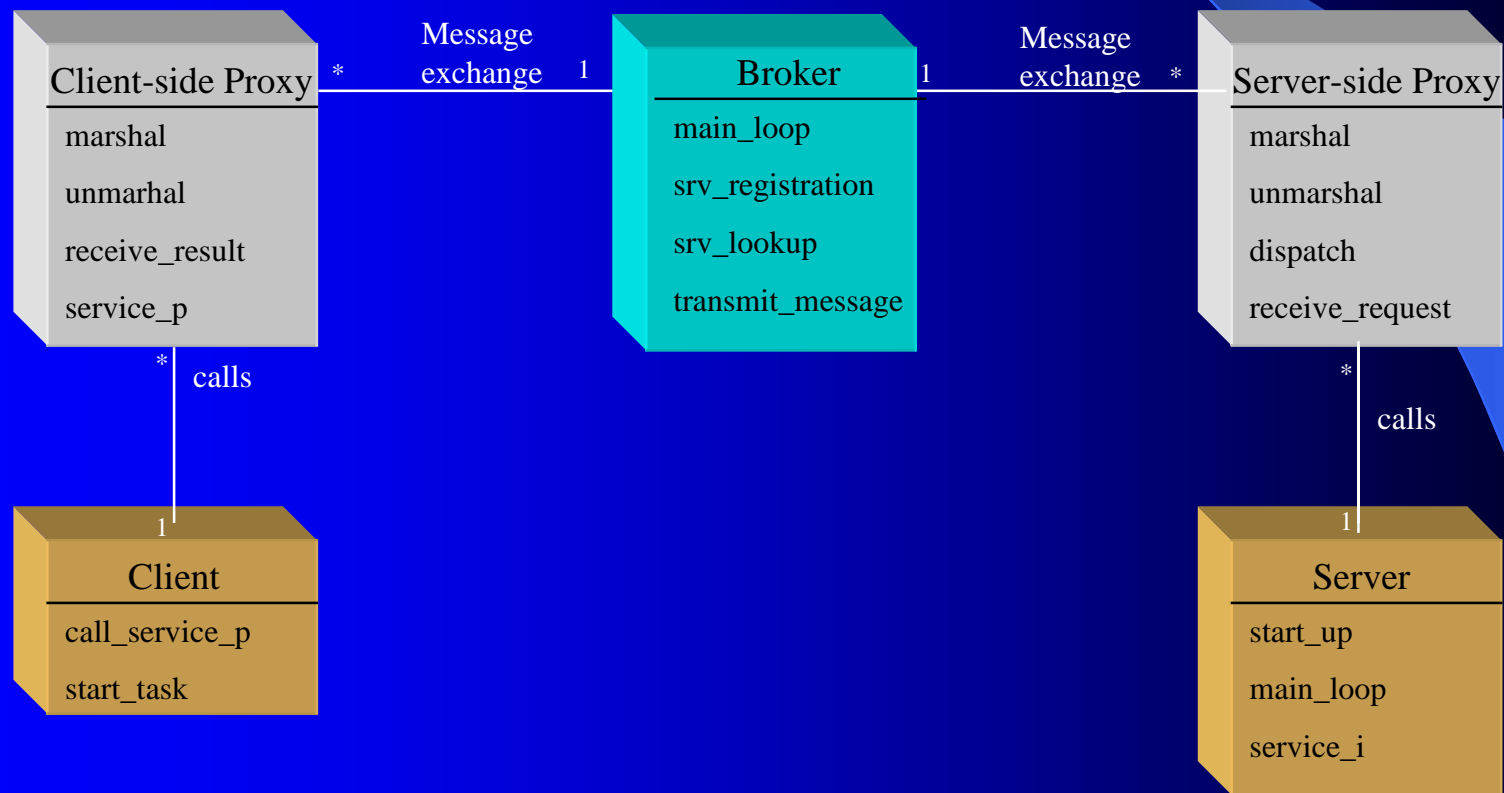 Client-side Proxy
marshal
unmarhal
receive_result
service_p
*
Message
exchange
1
Broker
main_loop
srv_registration
srv_lookup
transmit_message
1
Message
exchange
*
Server-side Proxy
marshal
unmarshal
dispatch
receive_request
*
calls
1
Client
call_service_p
start_task
*
calls
1
Server
start_up
main_loop
service_i